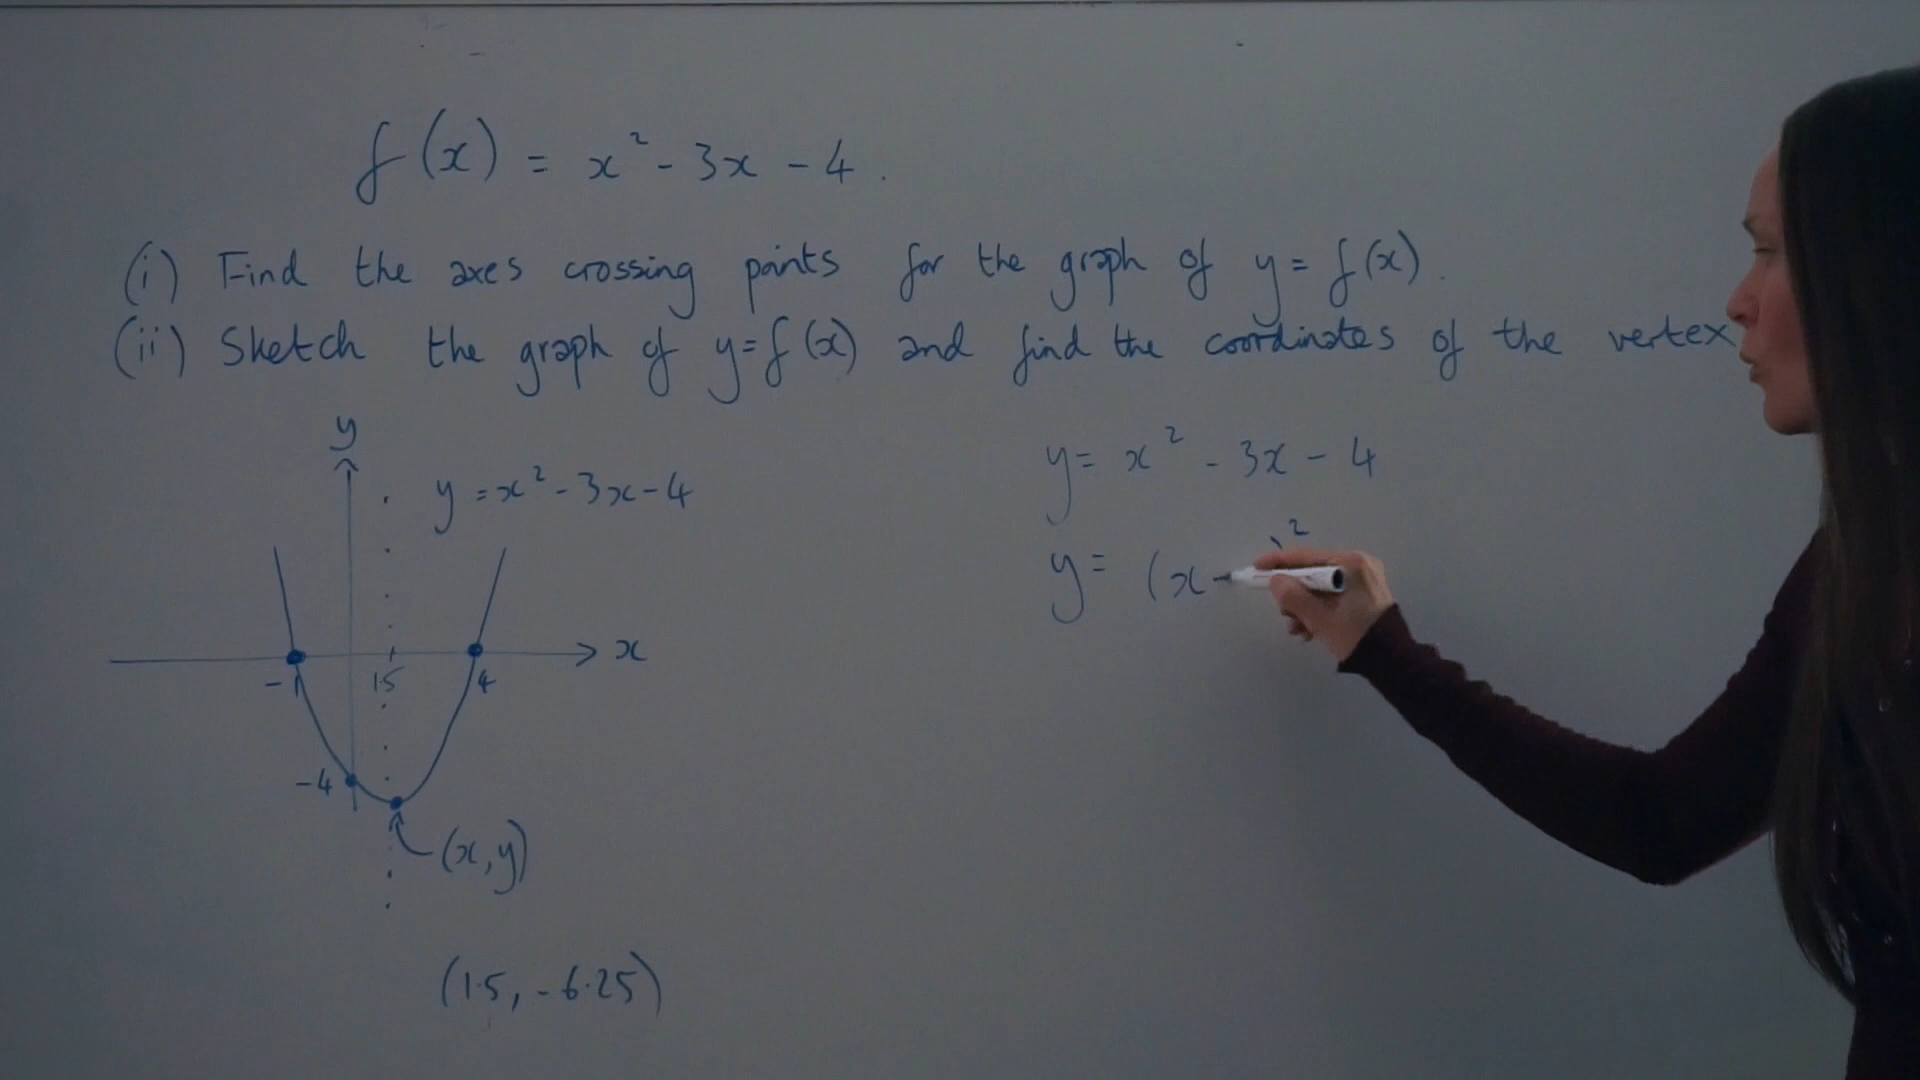 f(x) = x² - 3x - 4.
(i) Find the axes crossing points for the graph of y = f(x).
(ii) Sketch the graph of y = f(x) and find the coordinates of the vertex
y
y = x² - 3x - 4
x
-1 1.5 4
-4
(x, y)
(1.5, -6.25)
y = x² - 3x - 4
y = (x - )²